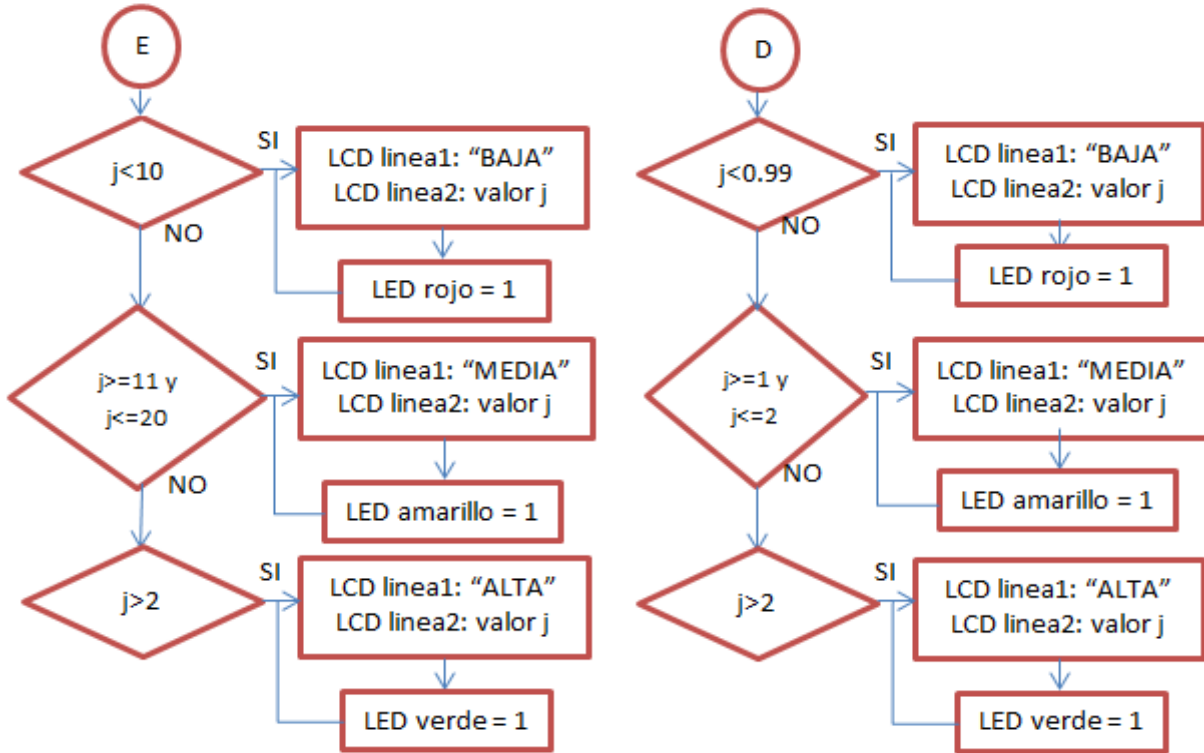 E
j<10
SI
LCD linea1: “BAJA”
LCD linea2: valor j
NO
LED rojo = 1
j>=11 y
j<=20
SI
LCD linea1: “MEDIA”
LCD linea2: valor j
NO
LED amarillo = 1
j>2
SI
LCD linea1: “ALTA”
LCD linea2: valor j
LED verde = 1
D
j<0.99
SI
LCD linea1: “BAJA”
LCD linea2: valor j
NO
LED rojo = 1
j>=1 y
j<=2
SI
LCD linea1: “MEDIA”
LCD linea2: valor j
NO
LED amarillo = 1
j>2
SI
LCD linea1: “ALTA”
LCD linea2: valor j
LED verde = 1